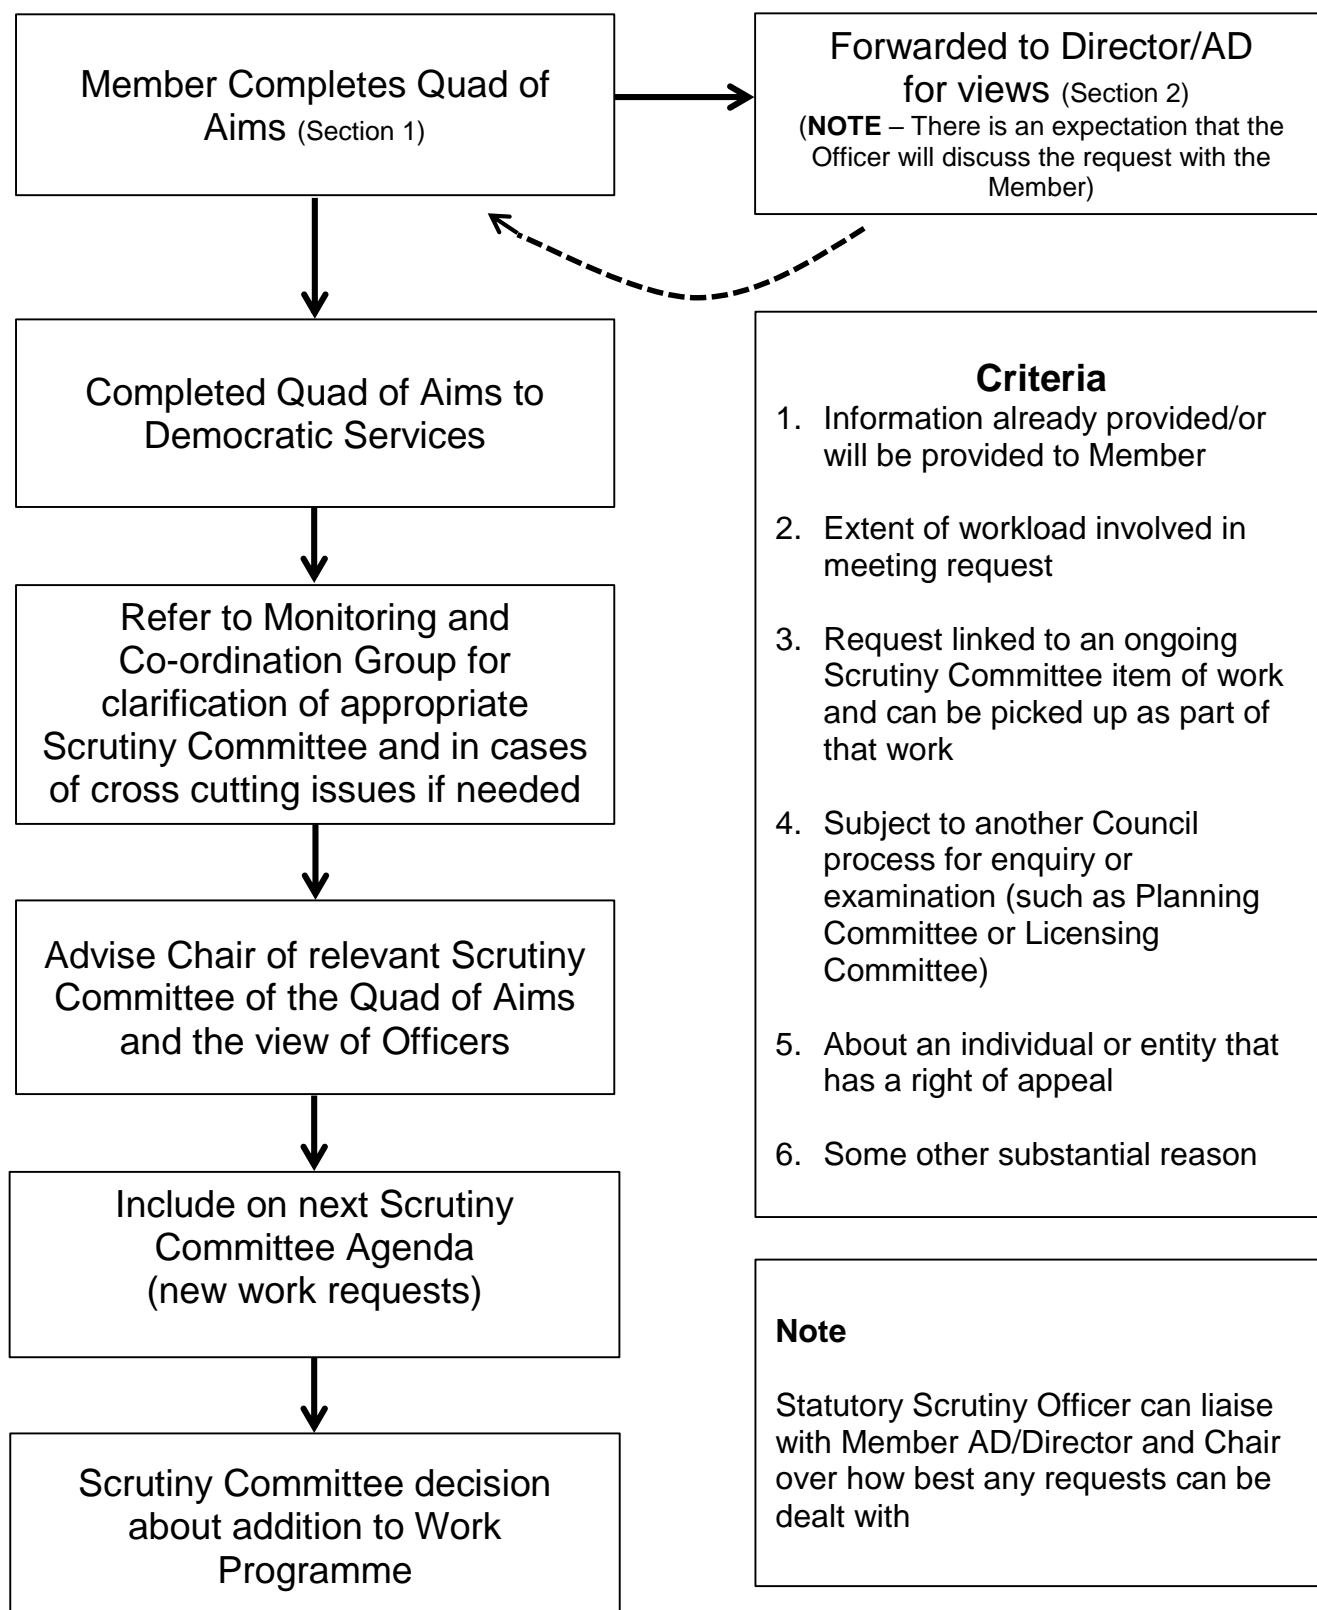 Member Completes Quad of
Aims (Section 1)
Forwarded to Director/AD
for views (Section 2)
(NOTE – There is an expectation that the
Officer will discuss the request with the
Member)
Completed Quad of Aims to
Democratic Services
Refer to Monitoring and
Co-ordination Group for
clarification of appropriate
Scrutiny Committee and in cases
of cross cutting issues if needed
Advise Chair of relevant Scrutiny
Committee of the Quad of Aims
and the view of Officers
Include on next Scrutiny
Committee Agenda
(new work requests)
Scrutiny Committee decision
about addition to Work
Programme
Criteria
1. Information already provided/or
will be provided to Member
2. Extent of workload involved in
meeting request
3. Request linked to an ongoing
Scrutiny Committee item of work
and can be picked up as part of
that work
4. Subject to another Council
process for enquiry or
examination (such as Planning
Committee or Licensing
Committee)
5. About an individual or entity that
has a right of appeal
6. Some other substantial reason
Note
Statutory Scrutiny Officer can liaise
with Member AD/Director and Chair
over how best any requests can be
dealt with